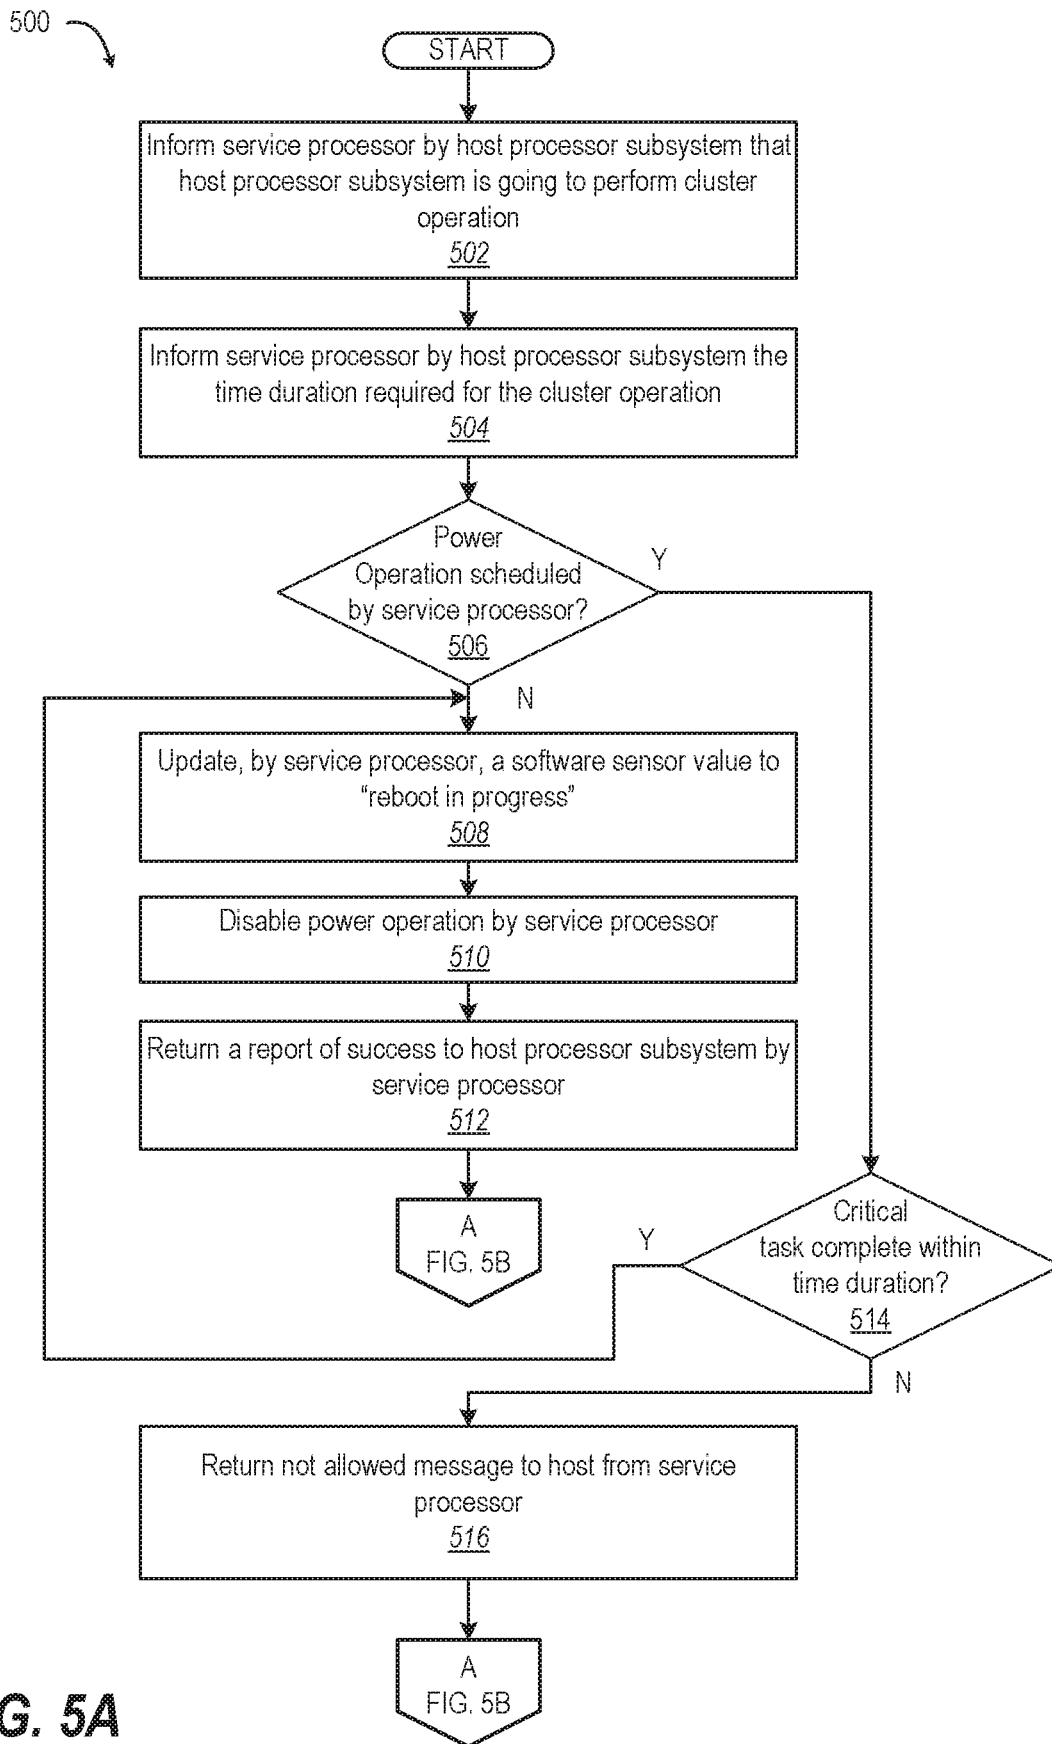 500
START
Inform service processor by host processor subsystem that
host processor subsystem is going to perform cluster
operation
502
Inform service processor by host processor subsystem the
time duration required for the cluster operation
504
Power
Operation scheduled
by service processor?
506
Y
N
Update, by service processor, a software sensor value to
“reboot in progress”
508
Disable power operation by service processor
510
Return a report of success to host processor subsystem by
service processor
512
A
FIG. 5B
Y
Critical
task complete within
time duration?
514
N
Return not allowed message to host from service
processor
516
A
FIG. 5B
G. 5A